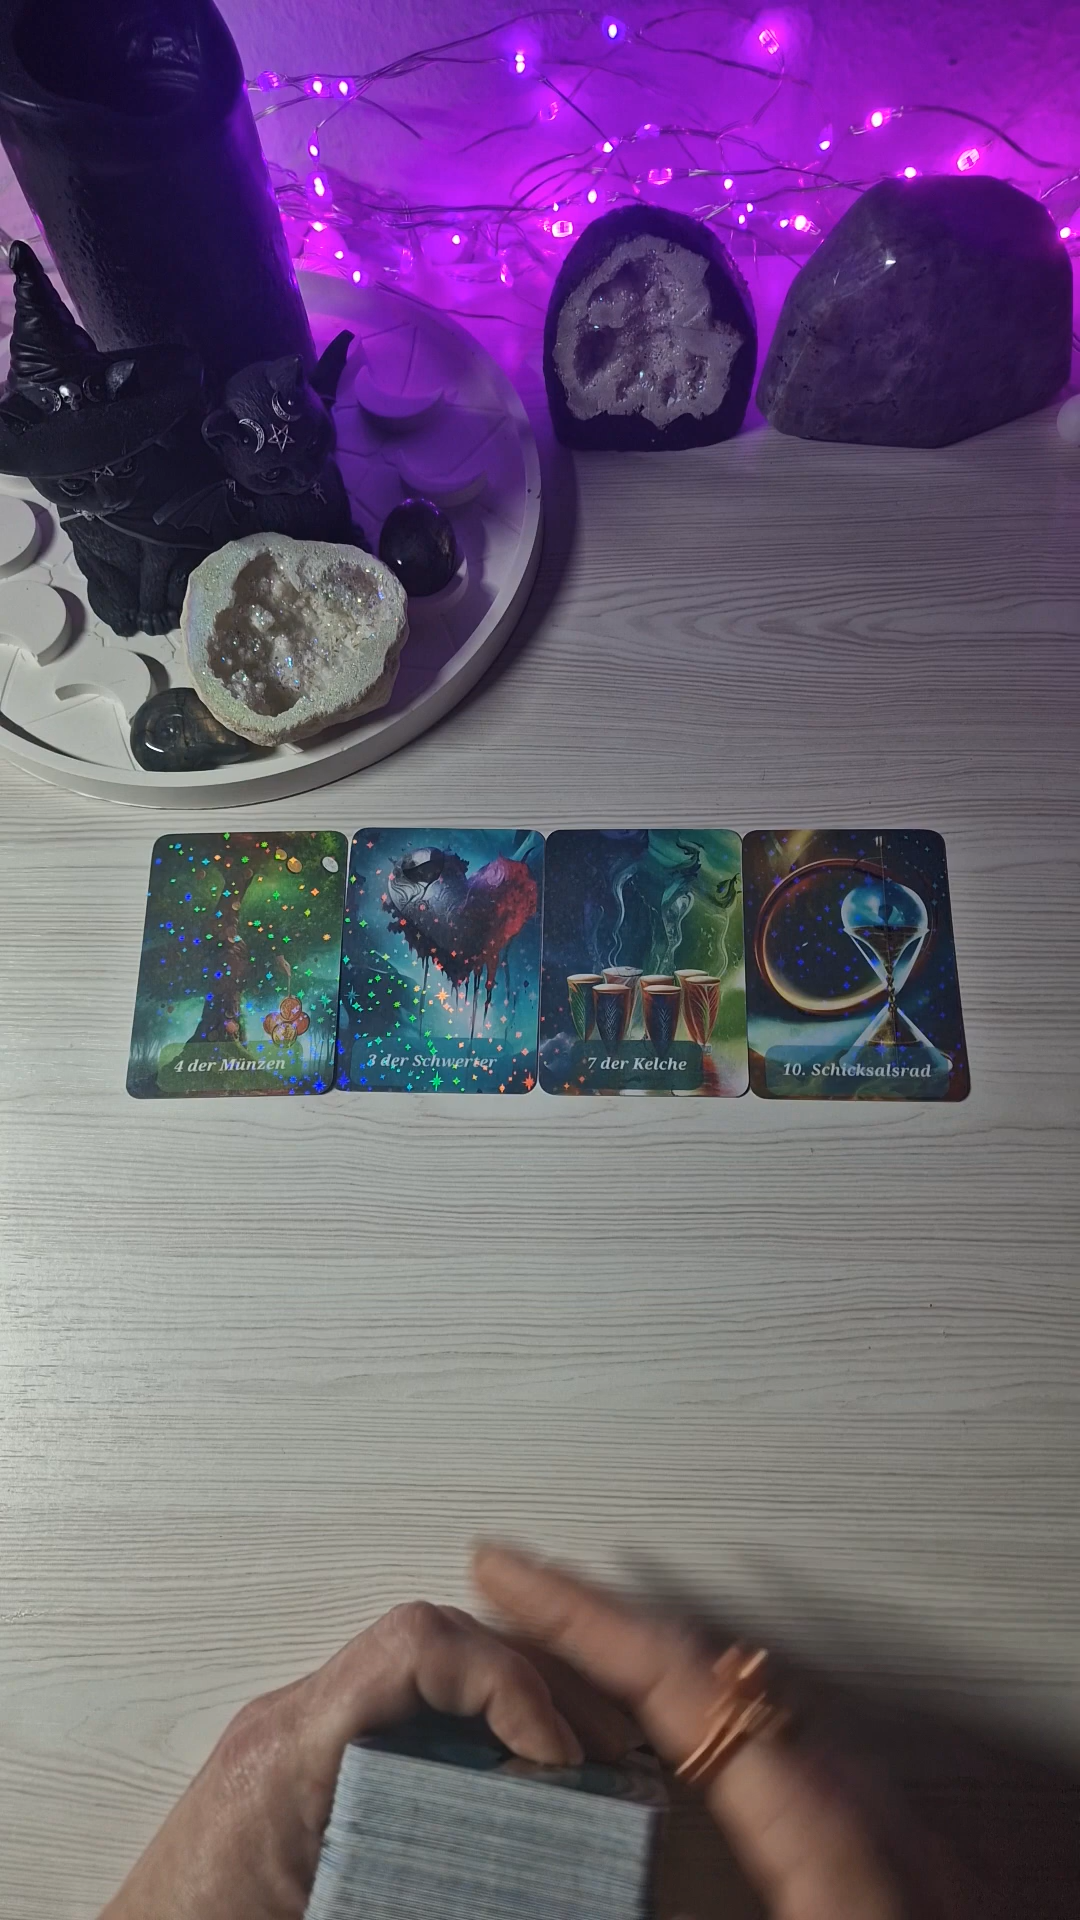 4 der Münzen
3 der Schwerter
7 der Kelche
10. Schicksalsrad